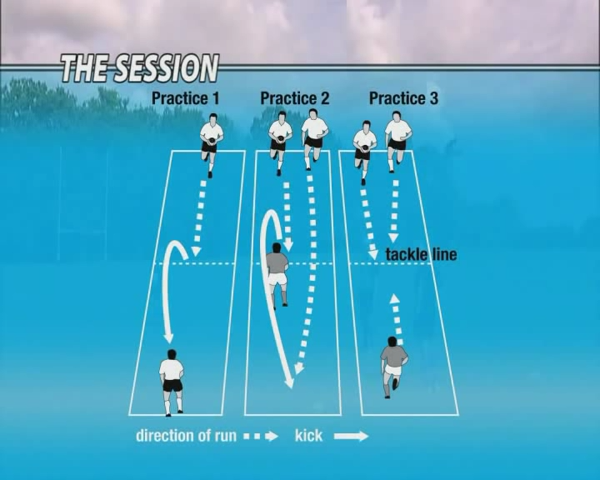 THE SESSION
Practice 1 Practice 2 Practice 3
tackle line
direction of run kick